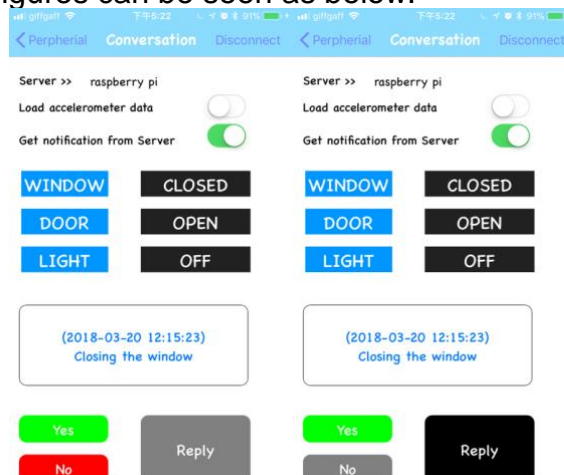 igures can be seen as below.
giffgaff 下午5:22 91%
Perpherial Conversation Disconnect
Server >> raspberry pi
Load accelerometer data
Get notification from Server
WINDOW CLOSED
DOOR OPEN
LIGHT OFF
(2018-03-20 12:15:23)
Closing the window
Yes
No
Reply
giffgaff 下午5:22 91%
Perpherial Conversation Disconnect
Server >> raspberry pi
Load accelerometer data
Get notification from Server
WINDOW CLOSED
DOOR OPEN
LIGHT OFF
(2018-03-20 12:15:23)
Closing the window
Yes
No
Reply